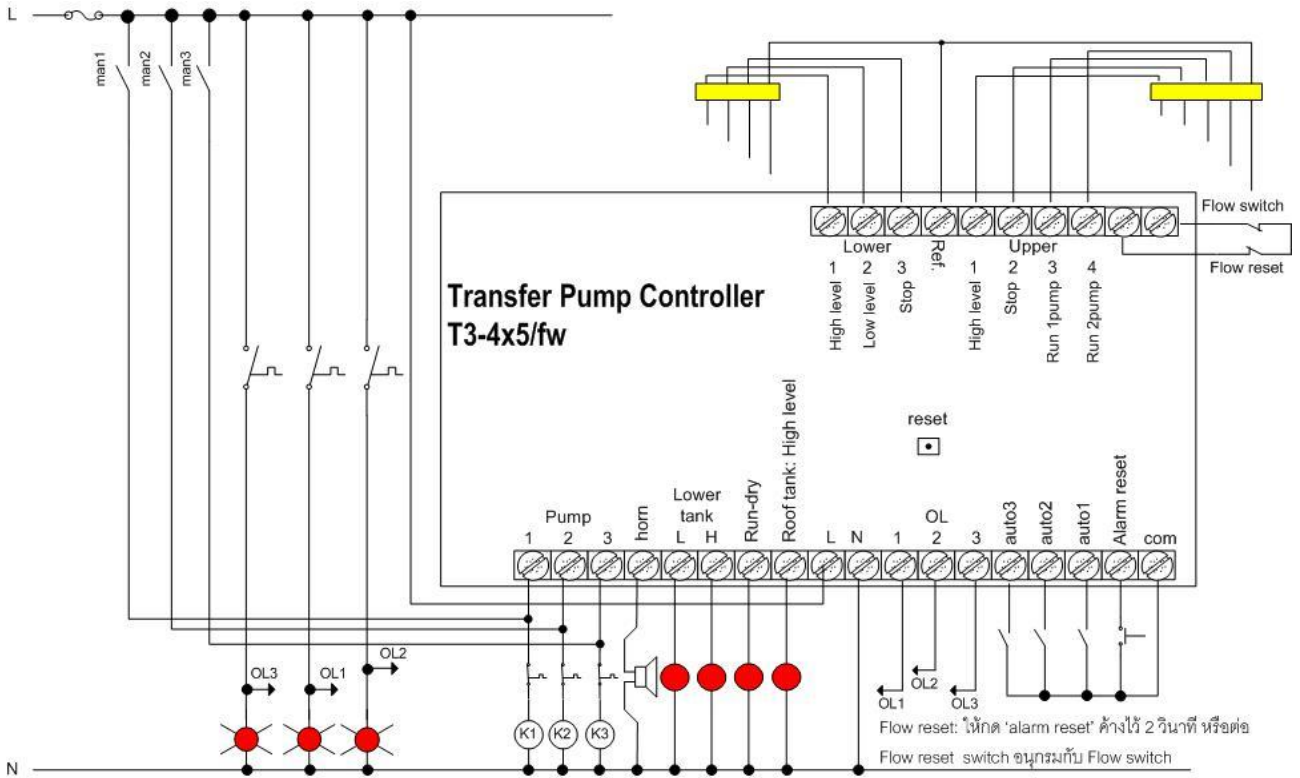 L
man1
man2
man3
Flow switch
Flow reset
Lower
Ref.
Upper
1
2
3
1
2
3
4
High level
Low level
Stop
High level
Stop
Run 1pump
Run 2pump
Transfer Pump Controller
T3-4x5/fw
reset
Pump
1
2
3
horn
Lower
tank
L
H
Run-dry
Roof tank: High level
L
N
OL
1
2
3
auto3
auto2
auto1
Alarm reset
com
OL3
OL1
OL2
K1
K2
K3
OL1
OL2
OL3
Flow reset: ให้กด 'alarm reset' ค้างไว้ 2 วินาที หรือต่อ
Flow reset switch อนุกรมกับ Flow switch
N